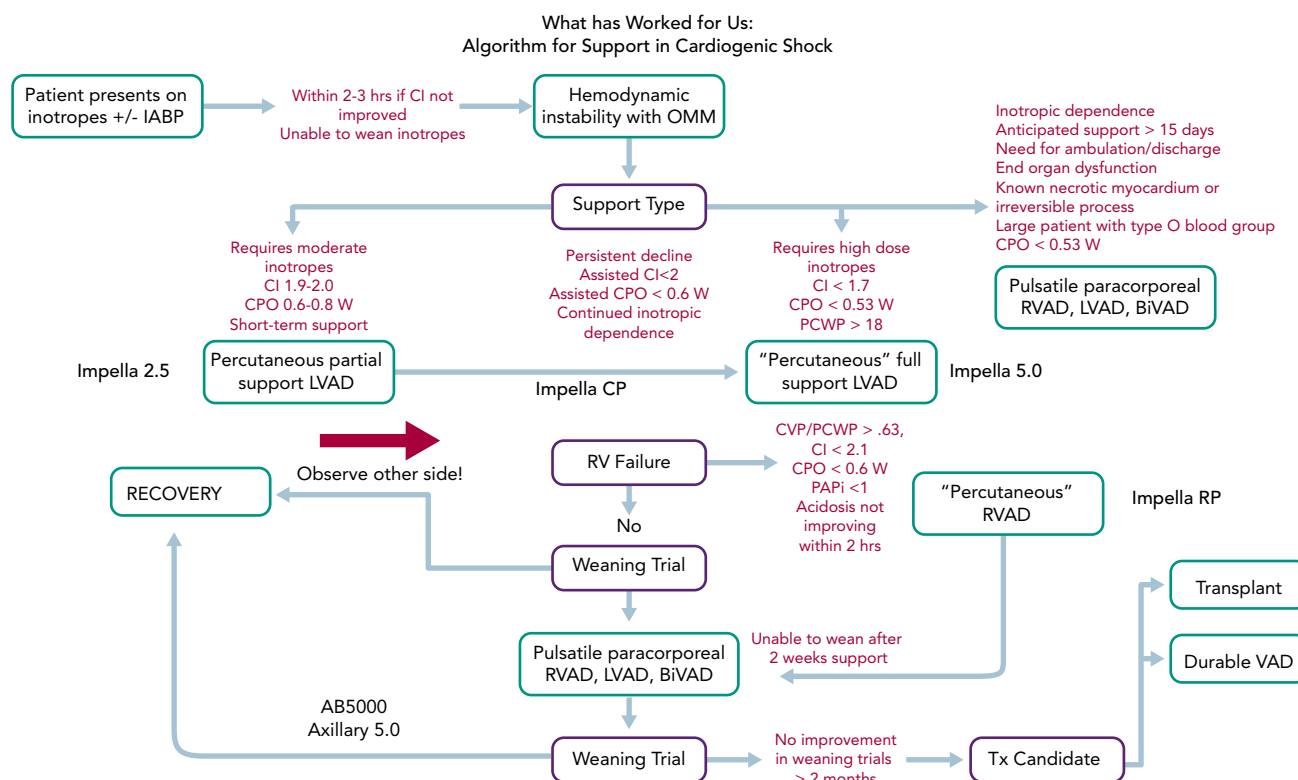 What has Worked for Us:
Algorithm for Support in Cardiogenic Shock
Patient presents on
inotropes +/- IABP
Within 2-3 hrs if CI not
improved
Unable to wean inotropes
Hemodynamic
instability with OMM
Inotropic dependence
Anticipated support > 15 days
Need for ambulation/discharge
End organ dysfunction
Known necrotic myocardium or
irreversible process
Large patient with type O blood group
CPO < 0.53 W
Support Type
Requires moderate
inotropes
CI 1.9-2.0
CPO 0.6-0.8 W
Short-term support
Persistent decline
Assisted CI<2
Assisted CPO < 0.6 W
Continued inotropic
dependence
Requires high dose
inotropes
CI < 1.7
CPO < 0.53 W
PCWP > 18
Pulsatile paracorporeal
RVAD, LVAD, BiVAD
Impella 2.5
Percutaneous partial
support LVAD
Impella CP
“Percutaneous” full
support LVAD
Impella 5.0
Observe other side!
RECOVERY
RV Failure
CVP/PCWP > .63,
CI < 2.1
CPO < 0.6 W
PAPi <1
Acidosis not
improving
within 2 hrs
“Percutaneous”
RVAD
Impella RP
No
Weaning Trial
Transplant
Pulsatile paracorporeal
RVAD, LVAD, BiVAD
Unable to wean after
2 weeks support
Durable VAD
AB5000
Axillary 5.0
Weaning Trial
No improvement
in weaning trials
> 2 months
Tx Candidate